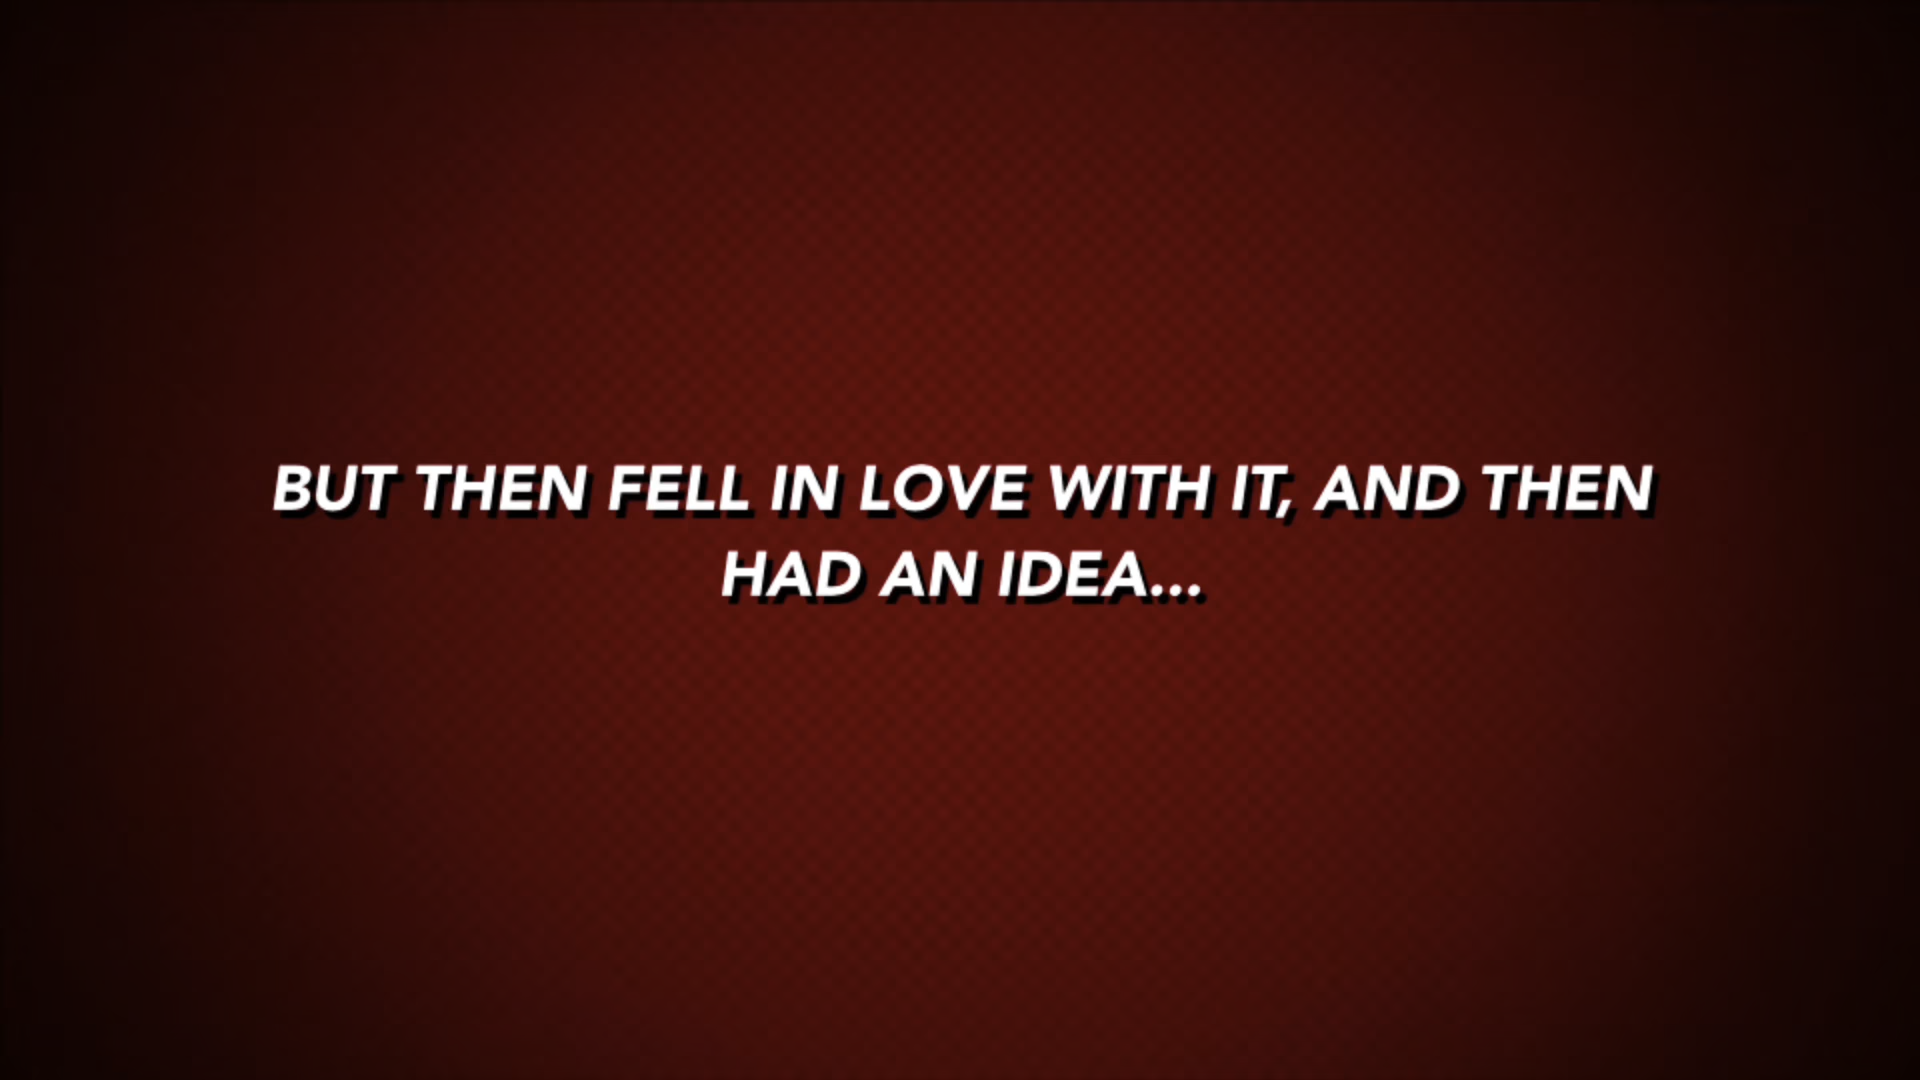 BUT THEN FELL IN LOVE WITH IT, AND THEN
HAD AN IDEA...